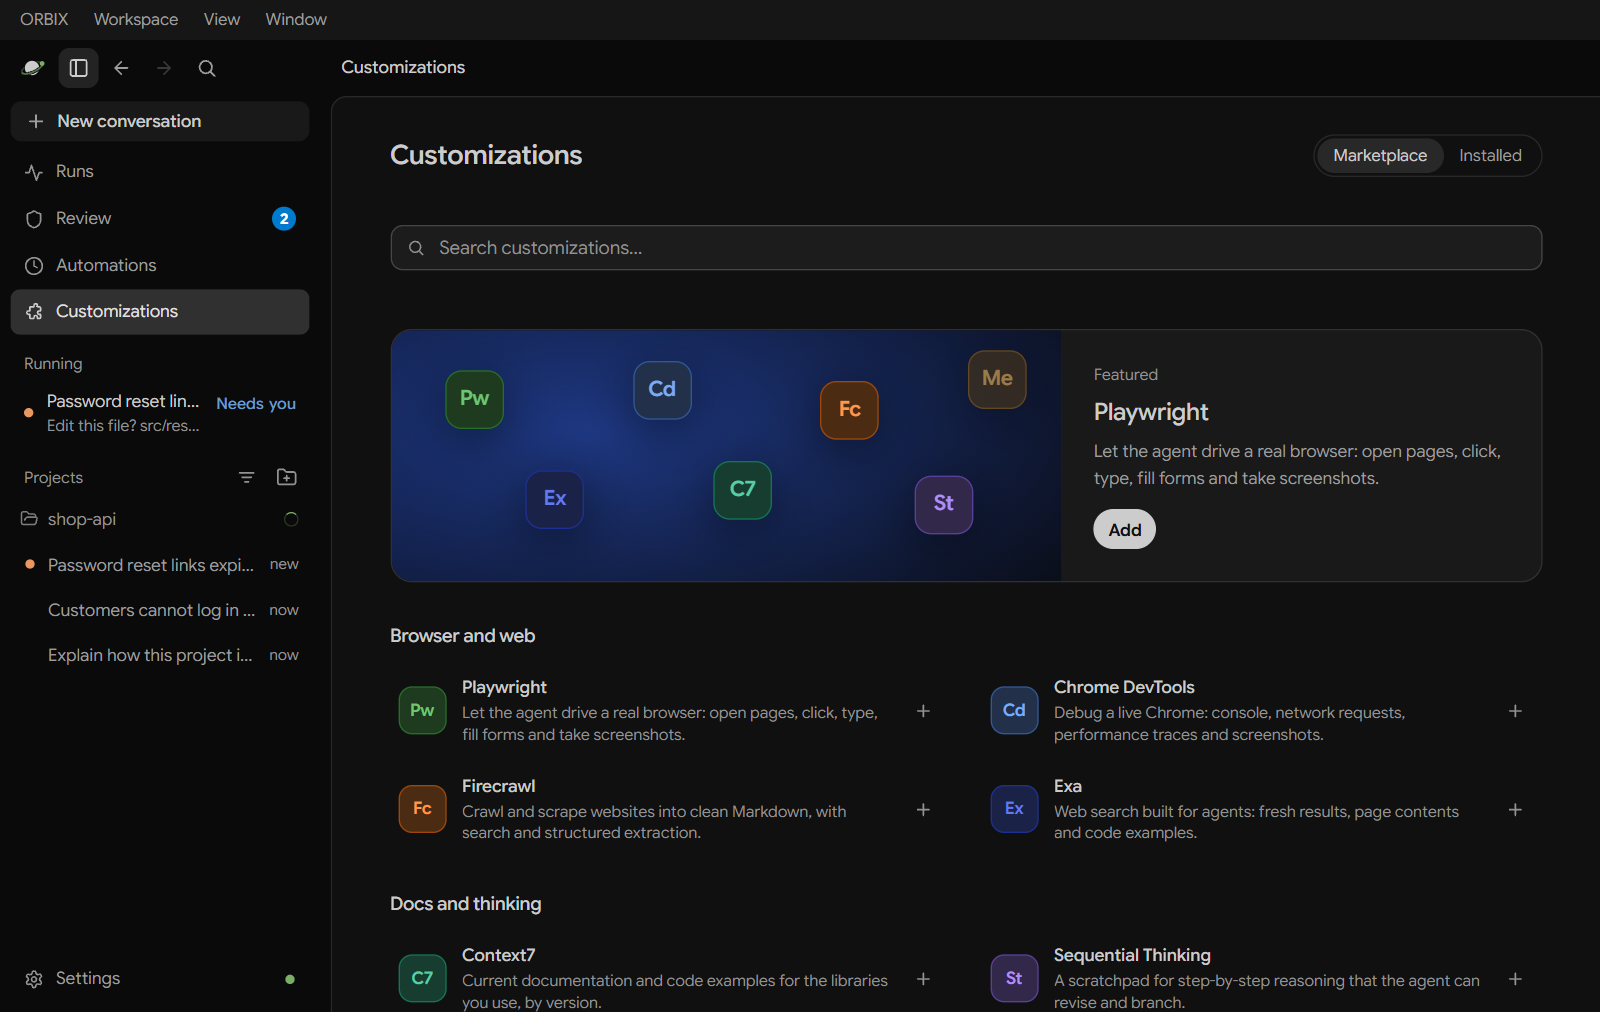 ORBIX Workspace View Window
Customizations
New conversation
Runs
Review 2
Automations
Customizations
Running
Password reset lin... Needs you
Edit this file? src/res...
Projects
shop-api
Password reset links expi... new
Customers cannot log in ... now
Explain how this project i... now
Settings
Customizations
Marketplace Installed
Search customizations...
Pw
Cd
Fc
Me
Ex
C7
St
Featured
Playwright
Let the agent drive a real browser: open pages, click,
type, fill forms and take screenshots.
Add
Browser and web
Pw
Playwright
Let the agent drive a real browser: open pages, click, type,
fill forms and take screenshots.
Cd
Chrome DevTools
Debug a live Chrome: console, network requests,
performance traces and screenshots.
Fc
Firecrawl
Crawl and scrape websites into clean Markdown, with
search and structured extraction.
Ex
Exa
Web search built for agents: fresh results, page contents
and code examples.
Docs and thinking
C7
Context7
Current documentation and code examples for the libraries
you use, by version.
St
Sequential Thinking
A scratchpad for step-by-step reasoning that the agent can
revise and branch.